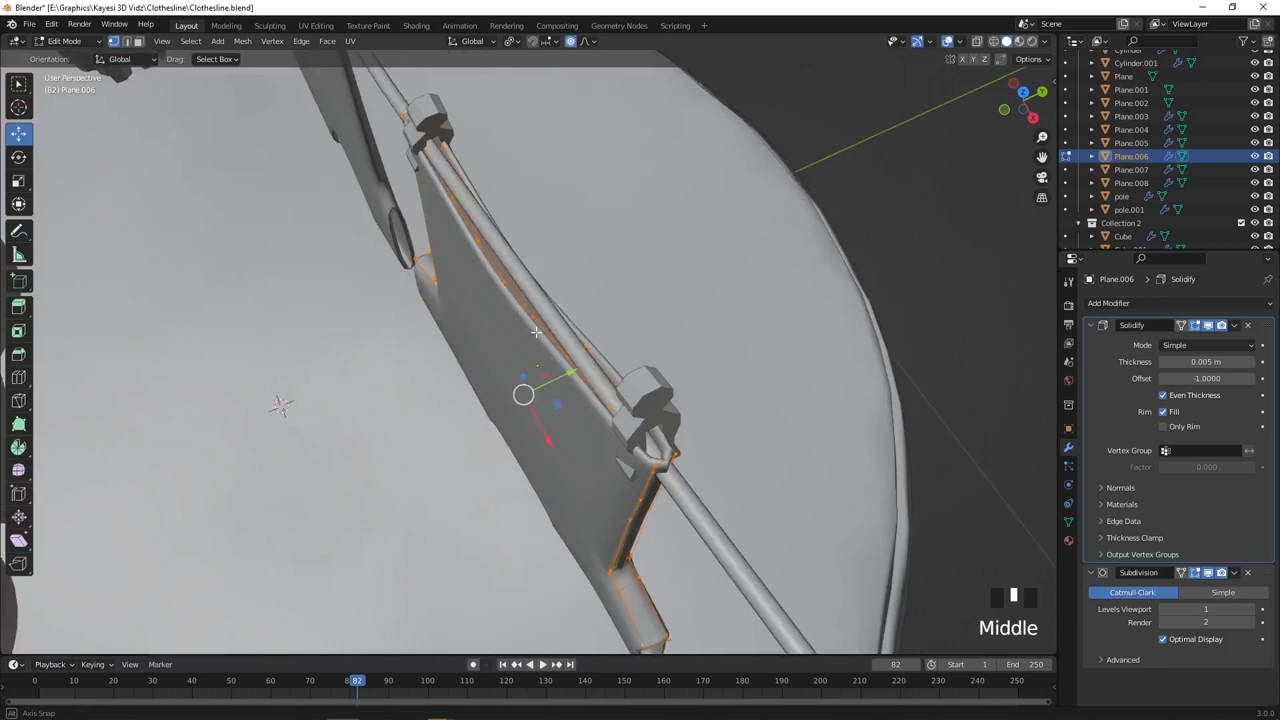 Blender* [E:\Graphics\Kayesi 3D Vidz\Clothesline\Clothesline.blend]
File Edit Render Window Help Layout Modeling Sculpting UV Editing Texture Paint Shading Animation Rendering Compositing Geometry Nodes Scripting + Scene ViewLayer
Edit Mode View Select Add Mesh Vertex Edge Face UV Global
Orientation: Global Drag: Select Box X Y Z Options
User Perspective
(82) Plane.006
Z Y X
Cylinder
Cylinder.001
Plane
Plane.001
Plane.002
Plane.003
Plane.004
Plane.005
Plane.006
Plane.007
Plane.008
pole
pole.001
Collection 2
Cube
Plane.006 > Solidify
Add Modifier
Solidify
Mode Simple
Thickness 0.005 m
Offset -1.0000
Even Thickness
Rim Fill
Only Rim
Vertex Group
Factor 0.000
Normals
Materials
Edge Data
Thickness Clamp
Output Vertex Groups
Subdivision
Catmull-Clark Simple
Levels Viewport 1
Render 2
Optimal Display
Advanced
Middle
Playback Keying View Marker 82 Start 1 End 250
0 10 20 30 40 50 60 70 82 90 100 110 120 130 140 150 160 170 180 190 200 210 220 230 240 250
Alt Axis Snap 3.0.0